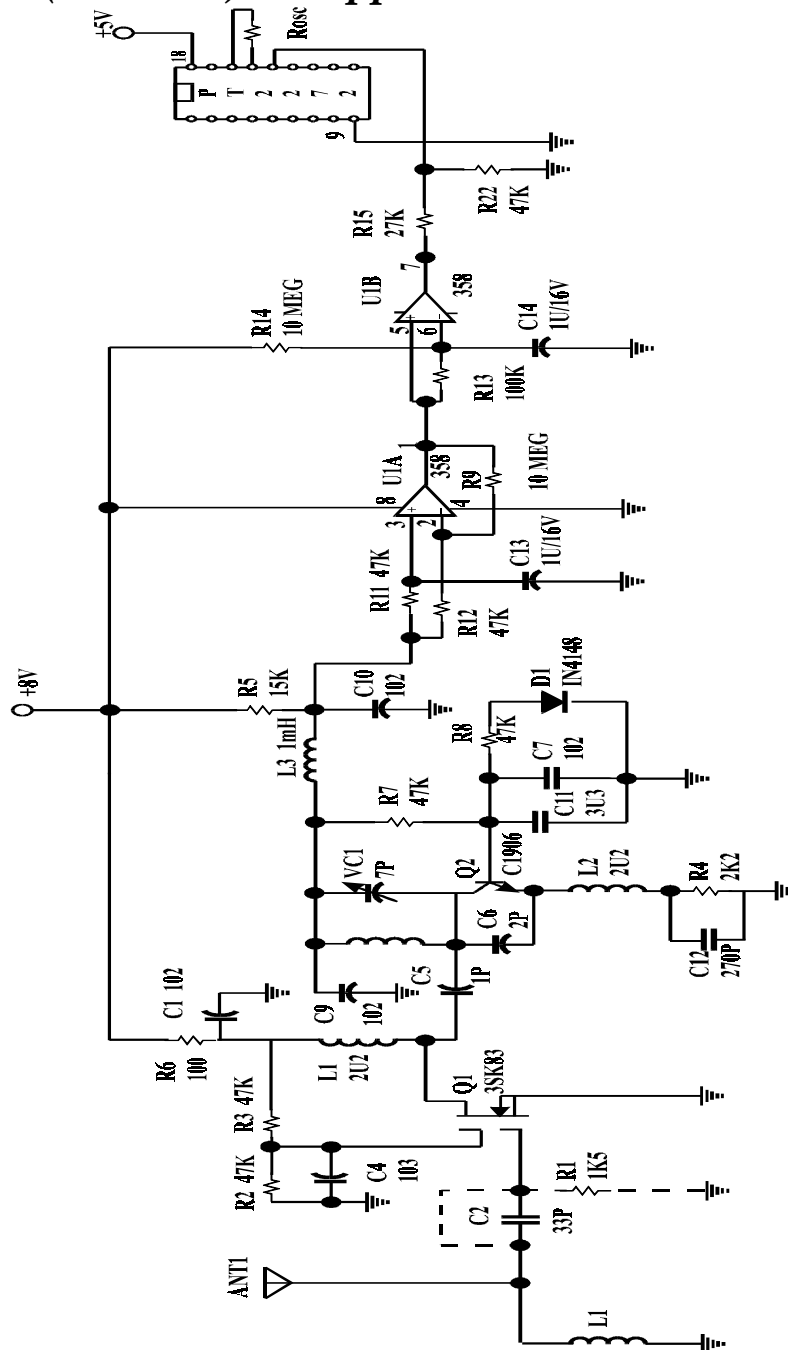 +5V
18
Rosc
P T 2 2 7 2
9
R22
47K
R15
27K
7
U1B
358
5
6
+
-
R14
10 MEG
R13
100K
C14
1U/16V
U1A
1
358
8
4
3
2
+
R9
10 MEG
R11 47K
R12
47K
C13
1U/16V
+8V
R5
15K
L3 1mH
C10
102
R7
47K
R8
47K
D1
IN4148
C7
102
C11
3U3
VC1
7P
Q2
C1906
C6
2P
L2
2U2
R4
2K2
C12
270P
C5
1P
C9
102
C1 102
R6
100
L1
2U2
R3 47K
R2 47K
C4
103
Q1
3SK83
C2
33P
R1
1K5
ANT1
L1